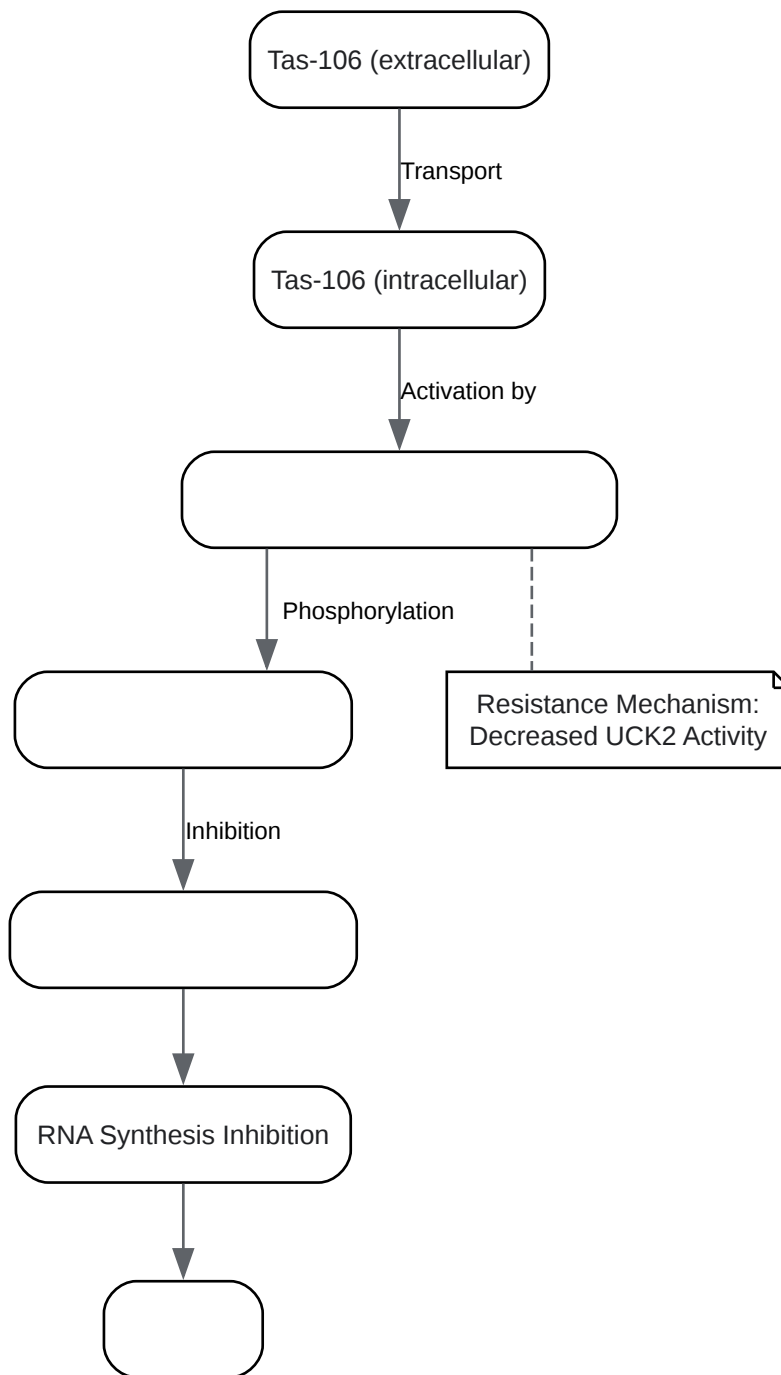 Tas-106 (extracellular)
Transport
Tas-106 (intracellular)
Activation by
Phosphorylation
Resistance Mechanism:
Decreased UCK2 Activity
Inhibition
RNA Synthesis Inhibition